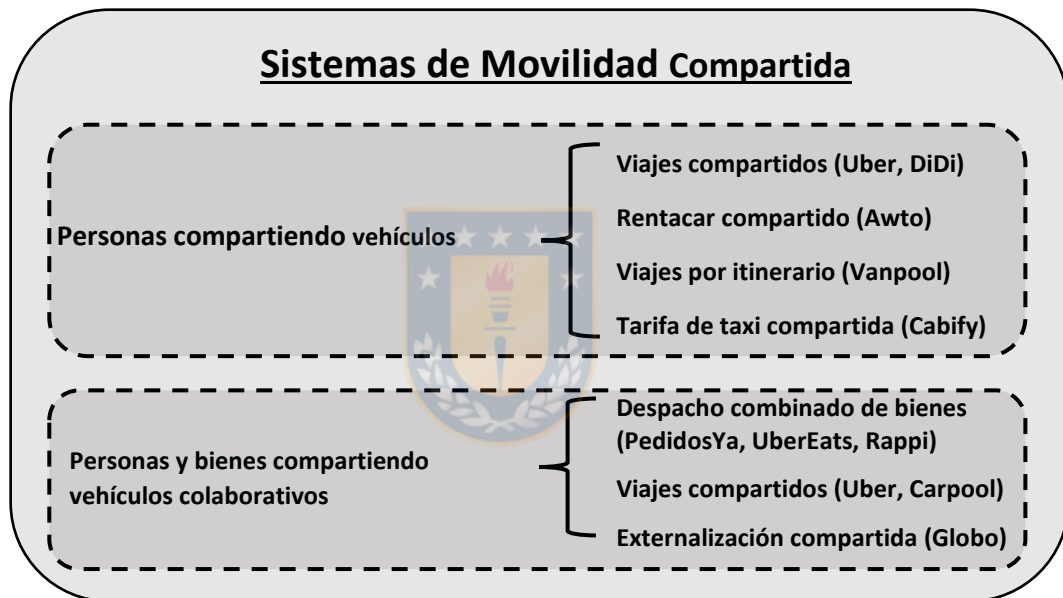 Sistemas de Movilidad Compartida
Personas compartiendo vehículos
Viajes compartidos (Uber, DiDi)
Rentacar compartido (Awto)
Viajes por itinerario (Vanpool)
Tarifa de taxi compartida (Cabify)
Personas y bienes compartiendo
vehículos colaborativos
Despacho combinado de bienes
(PedidosYa, UberEats, Rappi)
Viajes compartidos (Uber, Carpool)
Externalización compartida (Globo)